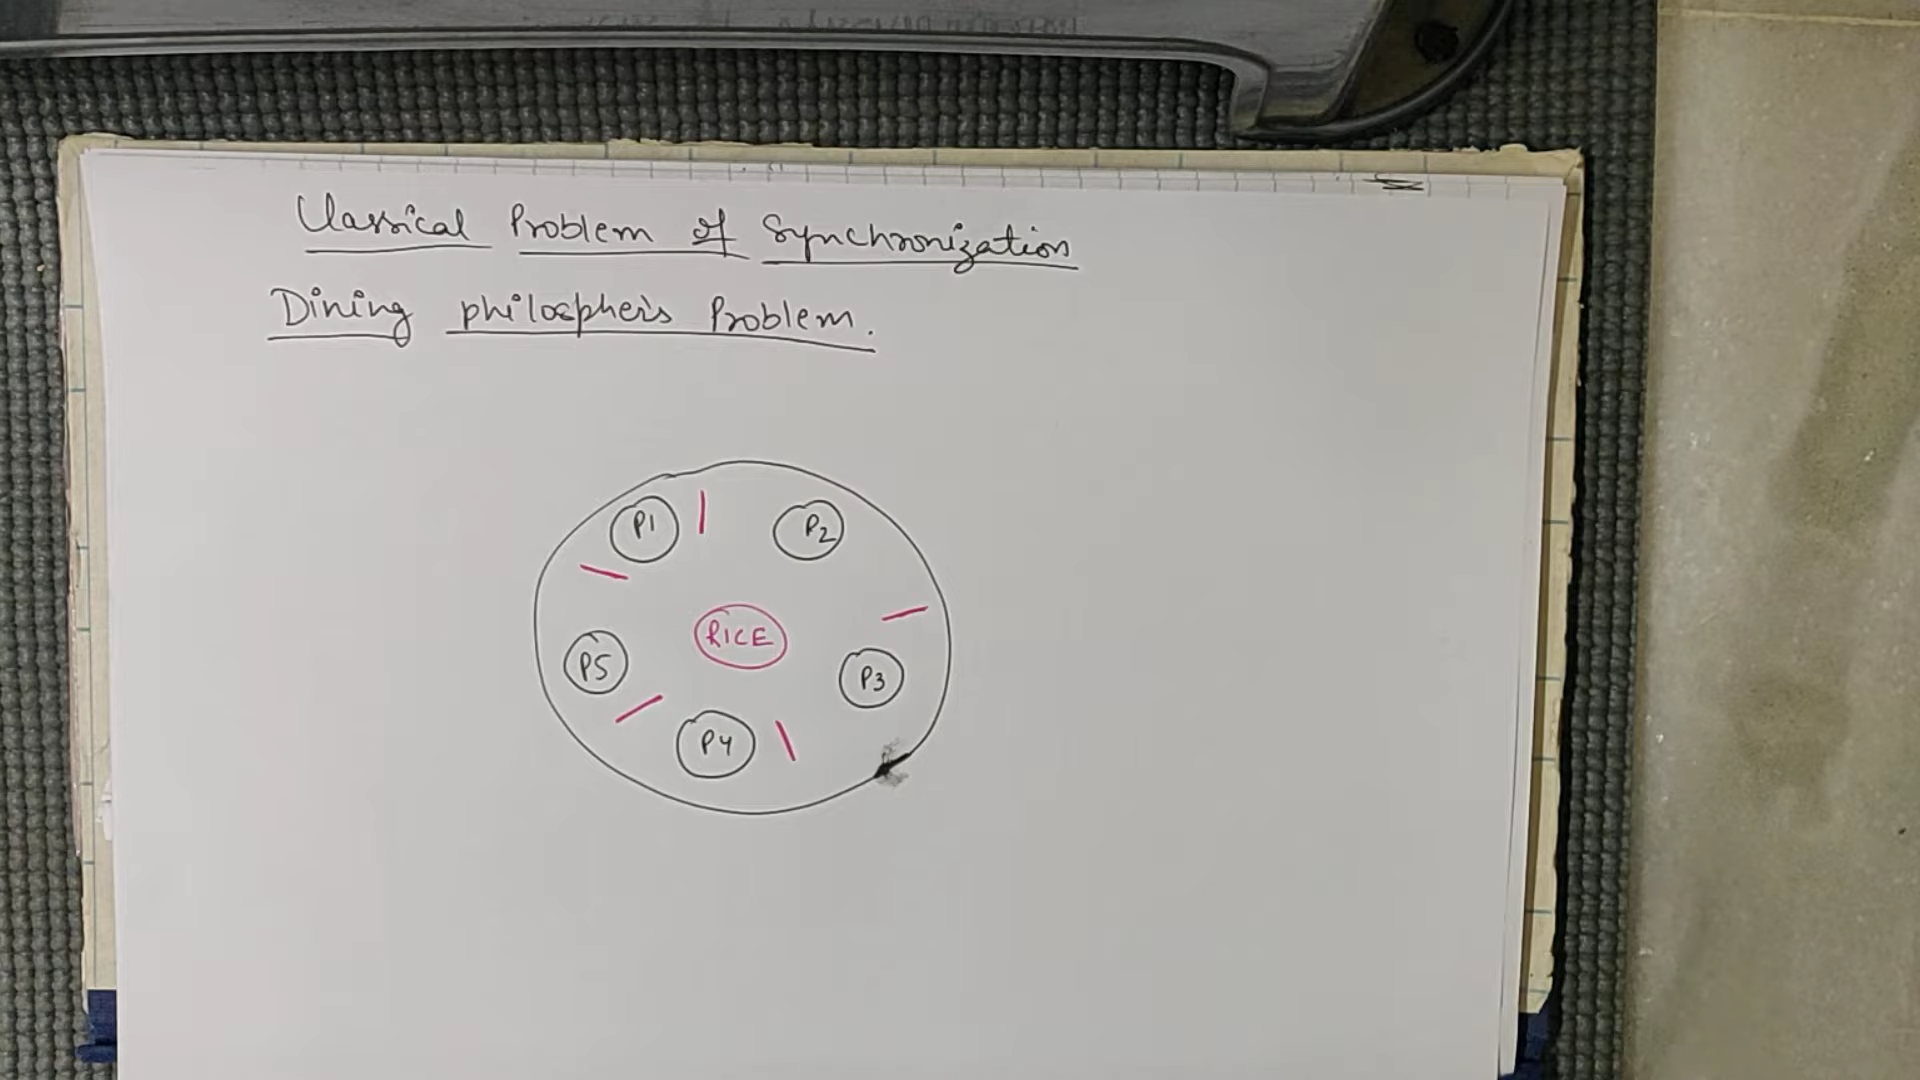 Classical Problem of Synchronization
Dining philospher's Problem.
P1
P2
RICE
P5
P3
P4